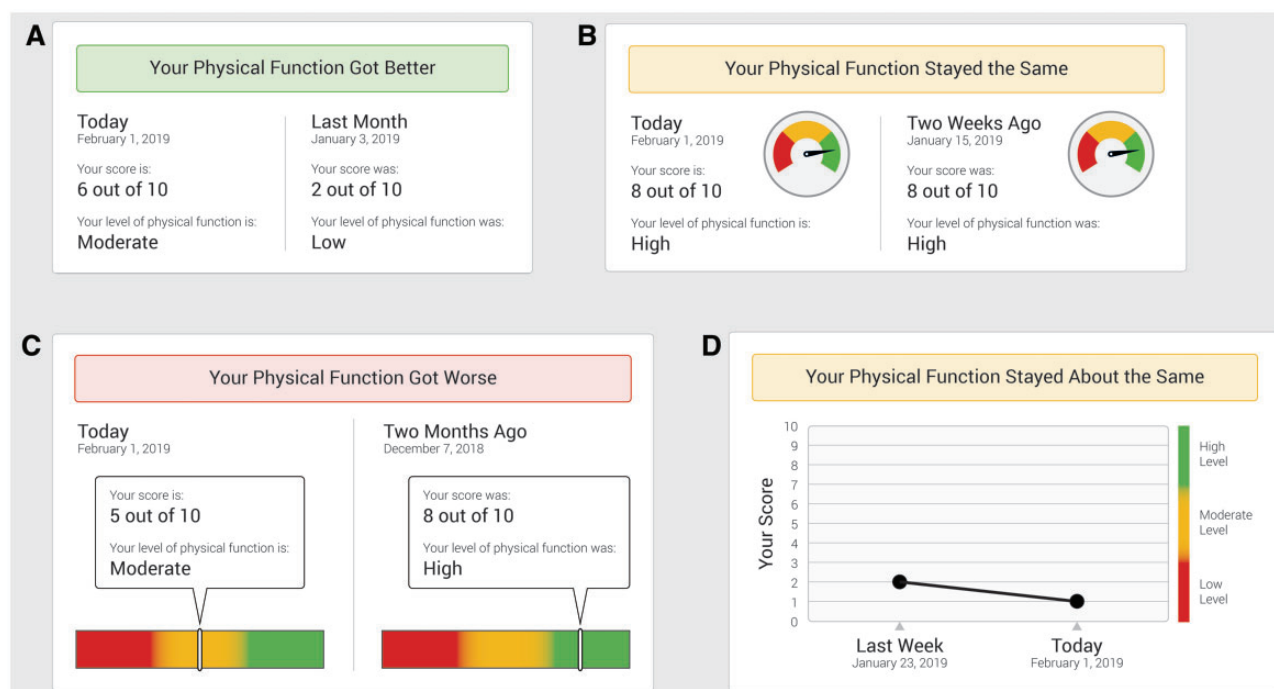 A
Your Physical Function Got Better
Today
February 1, 2019
Your score is:
6 out of 10
Your level of physical function is:
Moderate
Last Month
January 3, 2019
Your score was:
2 out of 10
Your level of physical function was:
Low
B
Your Physical Function Stayed the Same
Today
February 1, 2019
Your score is:
8 out of 10
Your level of physical function is:
High
Two Weeks Ago
January 15, 2019
Your score was:
8 out of 10
Your level of physical function was:
High
C
Your Physical Function Got Worse
Today
February 1, 2019
Your score is:
5 out of 10
Your level of physical function is:
Moderate
Two Months Ago
December 7, 2018
Your score was:
8 out of 10
Your level of physical function was:
High
D
Your Physical Function Stayed About the Same
Your Score
10
9
8
7
6
5
4
3
2
1
0
High
Level
Moderate
Level
Low
Level
Last Week
January 23, 2019
Today
February 1, 2019